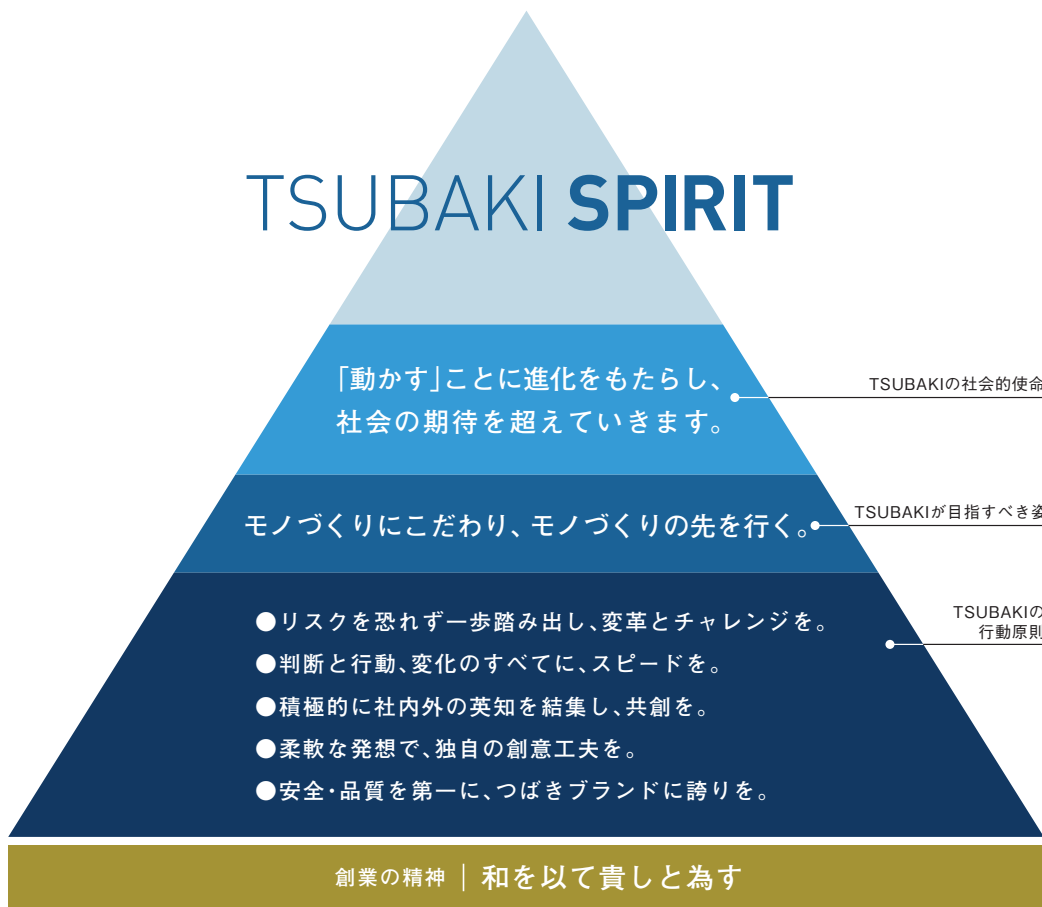 TSUBAKI SPIRIT
「動かす」ことに進化をもたらし、
社会の期待を超えていきます。
TSUBAKIの社会的使命
モノづくりにこだわり、モノづくりの先を行く。
TSUBAKIが目指すべき姿
●リスクを恐れず一歩踏み出し、変革とチャレンジを。
●判断と行動、変化のすべてに、スピードを。
●積極的に社内外の英知を結集し、共創を。
●柔軟な発想で、独自の創意工夫を。
●安全・品質を第一に、つばきブランドに誇りを。
TSUBAKIの
行動原則
創業の精神｜和を以て貴しと為す